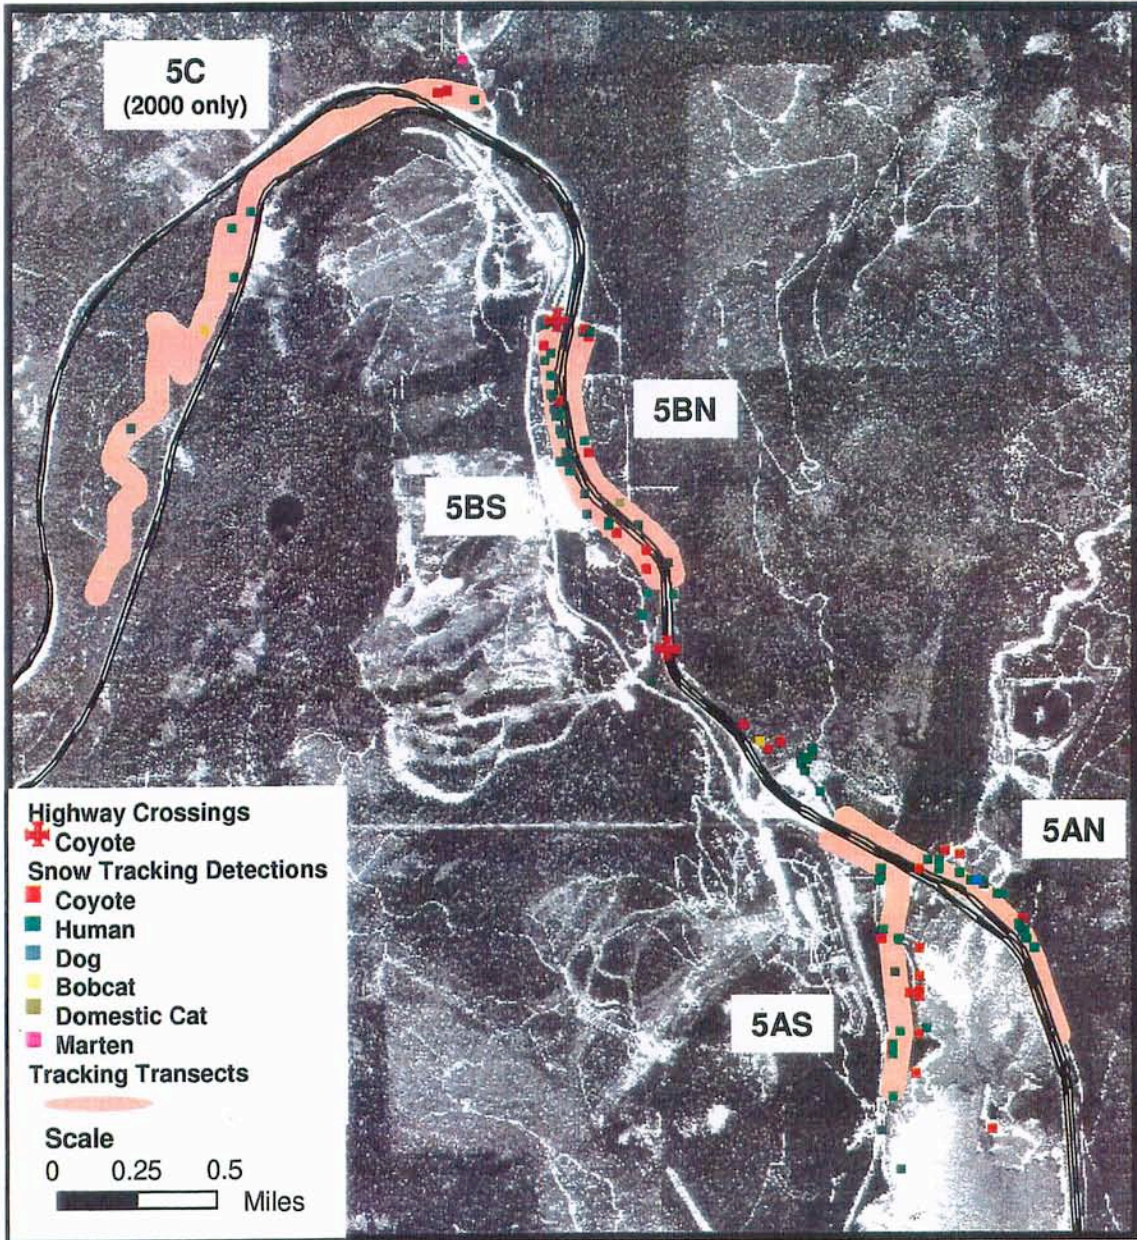 5C
(2000 only)
5BN
5BS
5AN
5AS
Highway Crossings
Coyote
Snow Tracking Detections
Coyote
Human
Dog
Bobcat
Domestic Cat
Marten
Tracking Transects
Scale
0 0.25 0.5
Miles